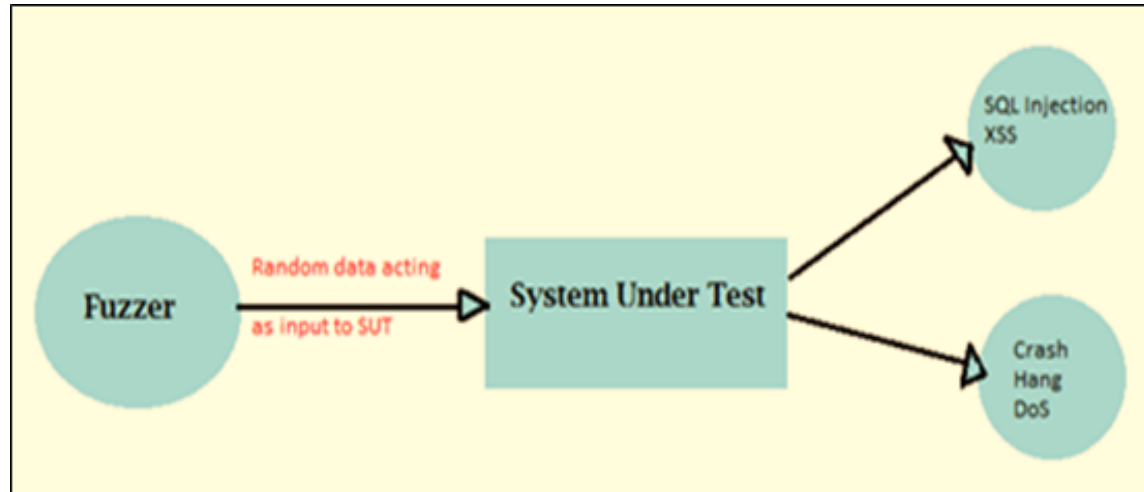 Fuzzer
Random data acting
as input to SUT
System Under Test
SQL Injection
XSS
Crash
Hang
DoS